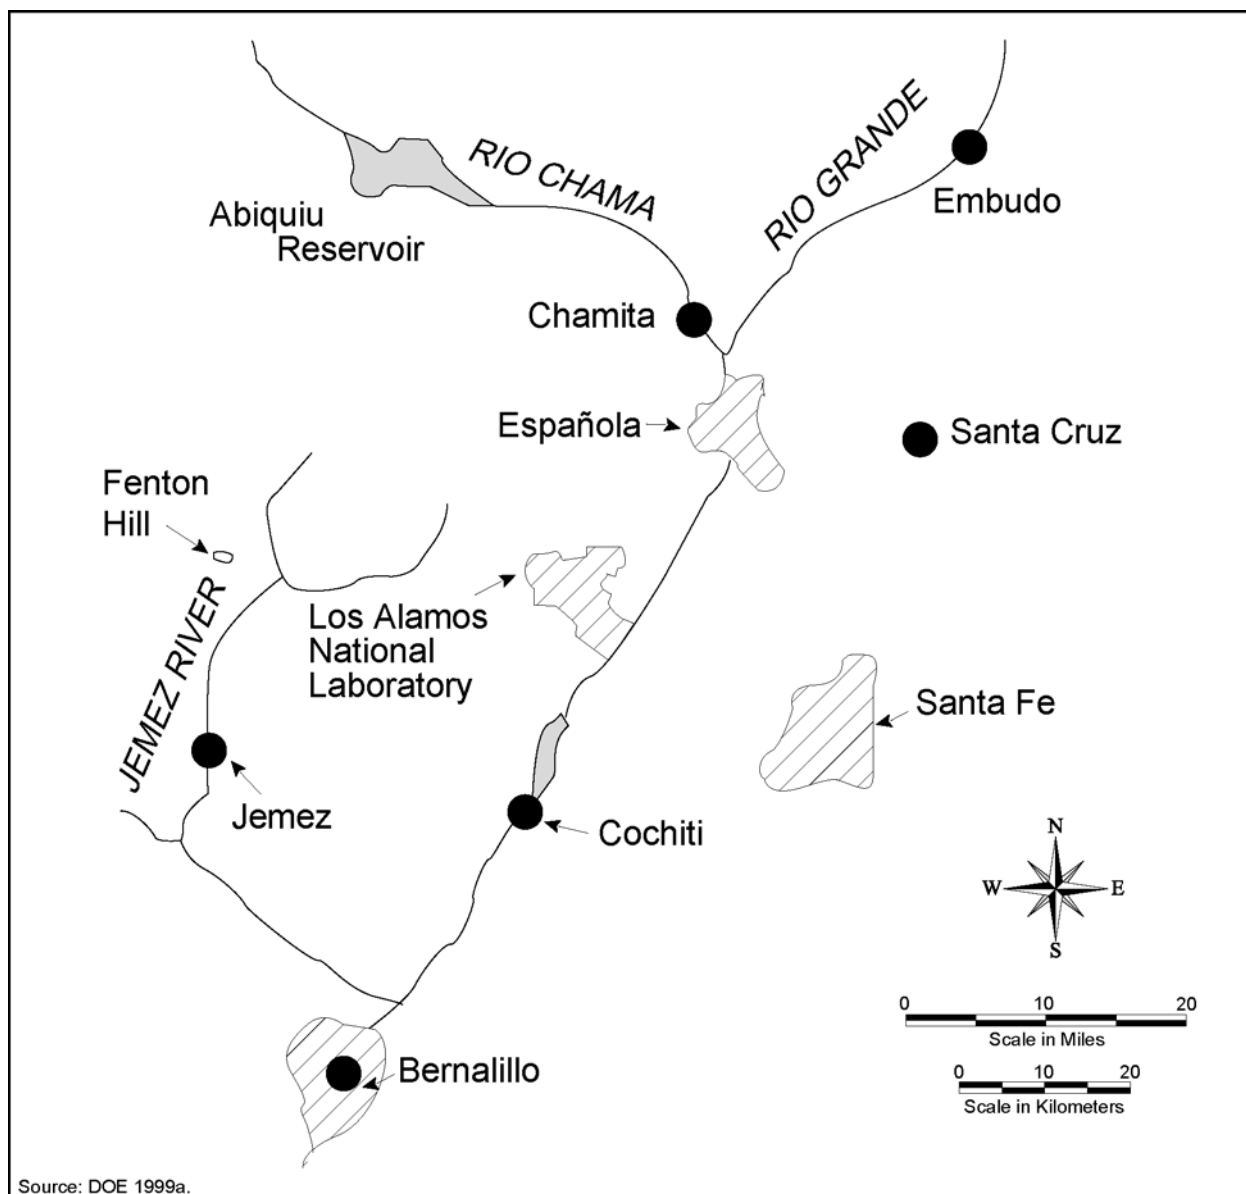 RIO CHAMA
RIO GRANDE
Abiquiu
Reservoir
Embudo
Chamita
Española
Santa Cruz
Fenton
Hill
JEMEZ RIVER
Los Alamos
National
Laboratory
Santa Fe
Jemez
Cochiti
N
W E
S
0 10 20
Scale in Miles
0 10 20
Scale in Kilometers
Bernalillo
Source: DOE 1999a.